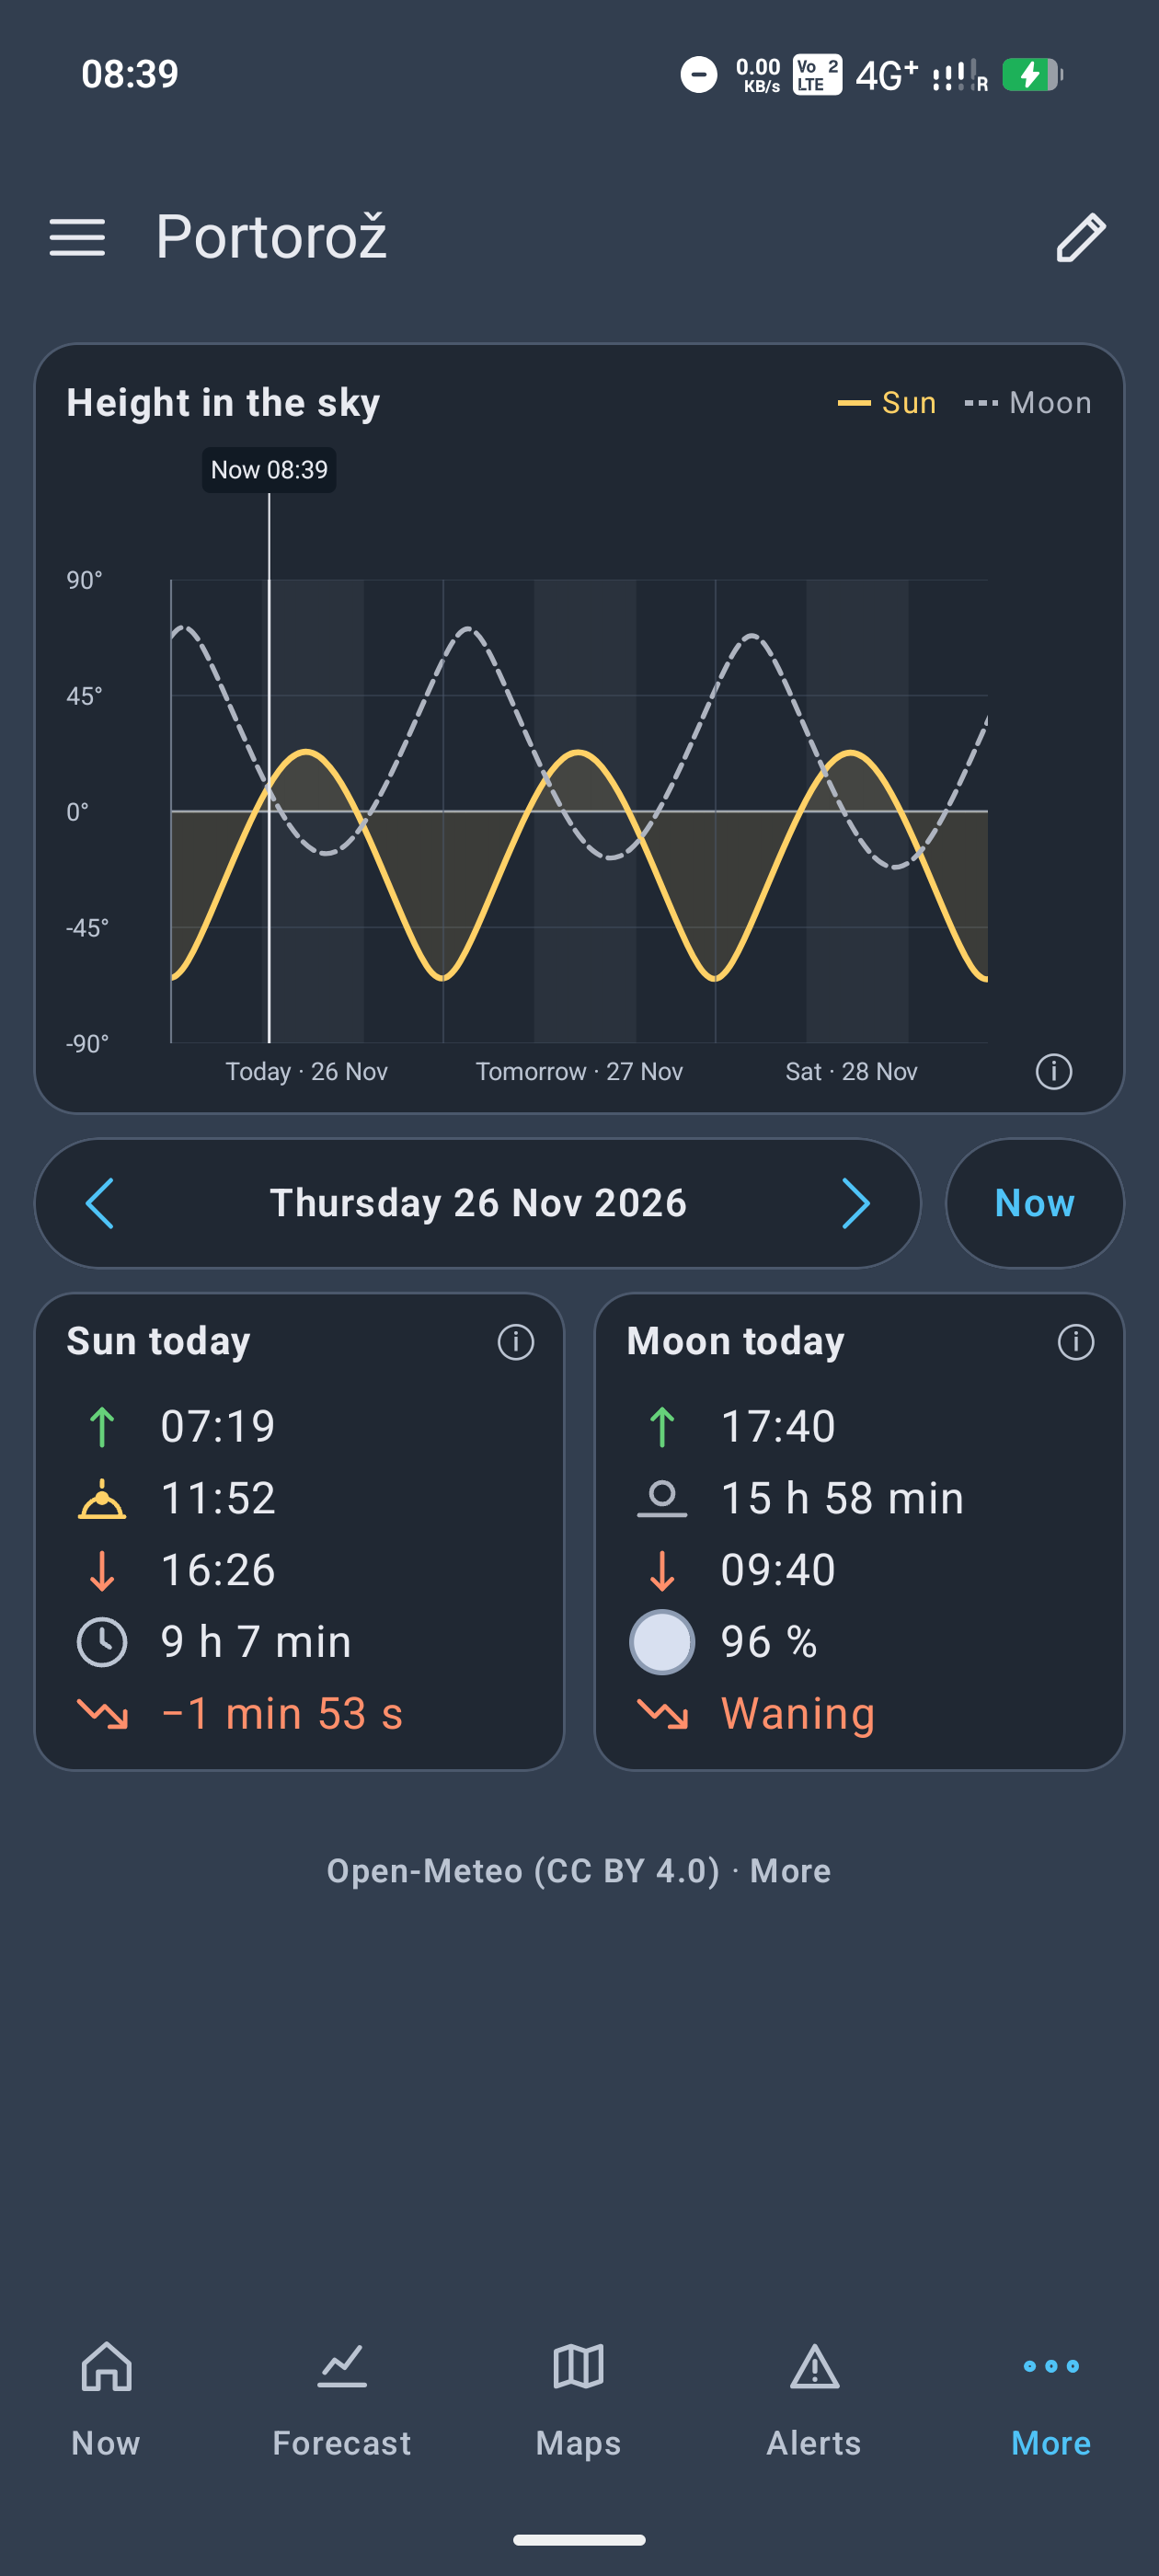 08:39
0.00
KB/s
Vo 2
LTE
4G+
R
Portorož
Height in the sky
Sun
Moon
Now 08:39
90°
45°
0°
-45°
-90°
Today · 26 Nov
Tomorrow · 27 Nov
Sat · 28 Nov
Thursday 26 Nov 2026
Now
Sun today
07:19
11:52
16:26
9 h 7 min
−1 min 53 s
Moon today
17:40
15 h 58 min
09:40
96 %
Waning
Open-Meteo (CC BY 4.0) · More
Now
Forecast
Maps
Alerts
More